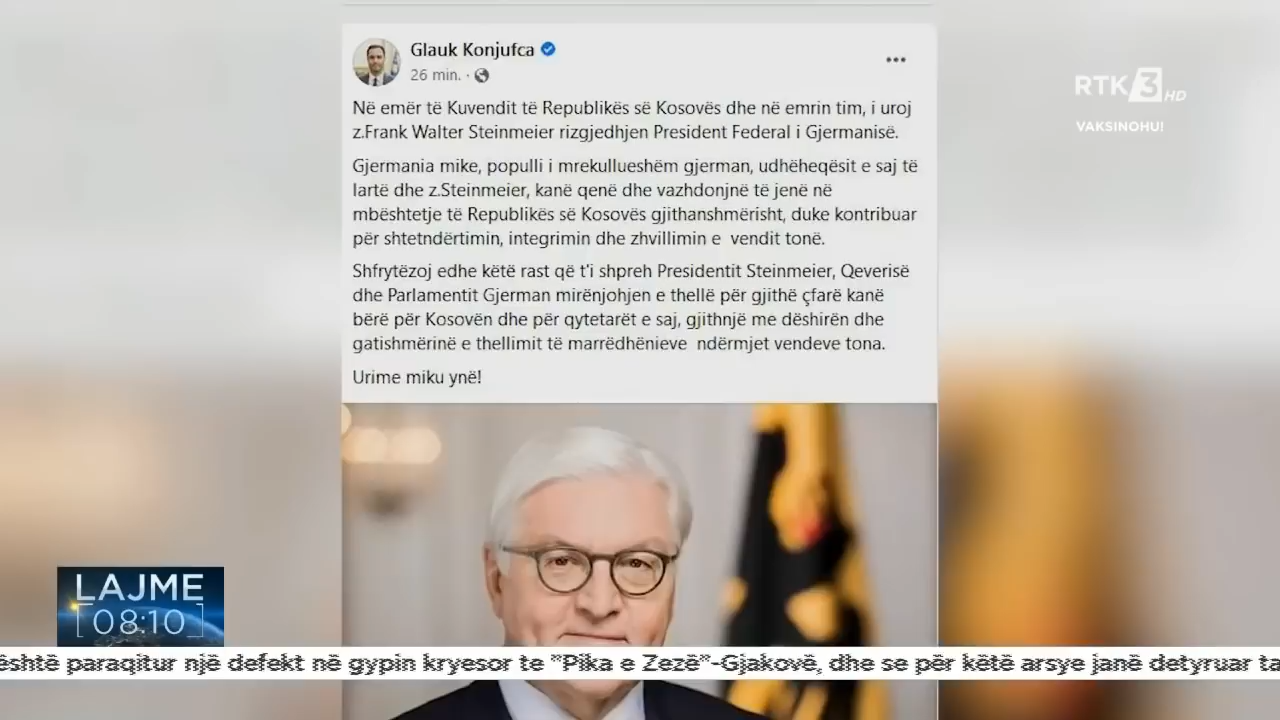 Glauk Konjufca
26 min.
RTK 3 HD
VAKSINOHU!
Në emër të Kuvendit të Republikës së Kosovës dhe në emrin tim, i uroj
z.Frank Walter Steinmeier rizgjedhjen President Federal i Gjermanisë.
Gjermania mike, populli i mrekullueshëm gjerman, udhëheqësit e saj të
lartë dhe z.Steinmeier, kanë qenë dhe vazhdonjnë të jenë në
mbështetje të Republikës së Kosovës gjithanshmërisht, duke kontribuar
për shtetndërtimin, integrimin dhe zhvillimin e vendit tonë.
Shfrytëzoj edhe këtë rast që t'i shpreh Presidentit Steinmeier, Qeverisë
dhe Parlamentit Gjerman mirënjohjen e thellë për gjithë çfarë kanë
bërë për Kosovën dhe për qytetarët e saj, gjithnjë me dëshirën dhe
gatishmërinë e thellimit të marrëdhënieve ndërmjet vendeve tona.
Urime miku ynë!
LAJME
08:10
është paraqitur një defekt në gypin kryesor te "Pika e Zezë"-Gjakovë, dhe se për këtë arsye janë detyruar ta